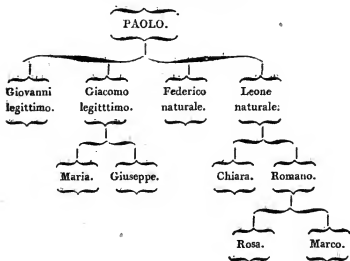 PAOLO.
Giovanni Giacomo Federico Leone
legittimo. legitttimo. naturale. naturale.
Maria. Giuseppe. Chiara. Romano.
Rosa. Marco.